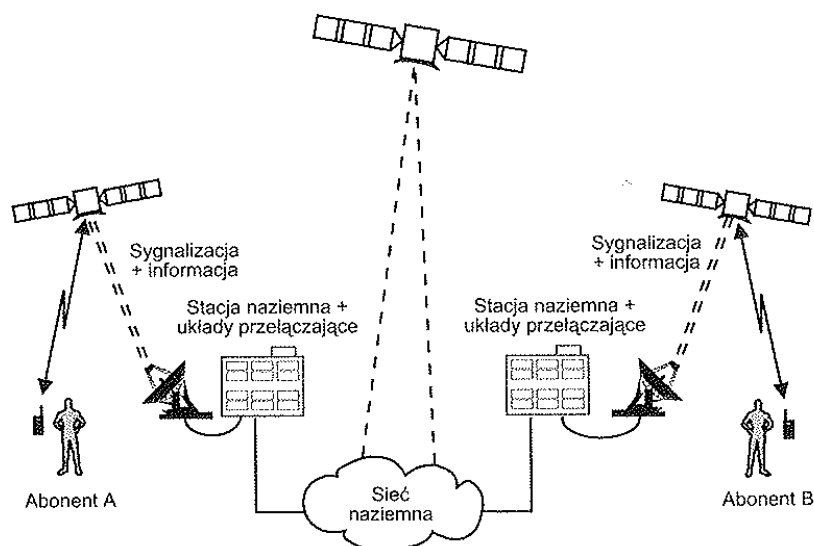 Sygnalizacja
+ informacja
Sygnalizacja
+ informacja
Stacja naziemna +
układy przełączające
Stacja naziemna +
układy przełączające
Abonent A
Sieć
naziemna
Abonent B